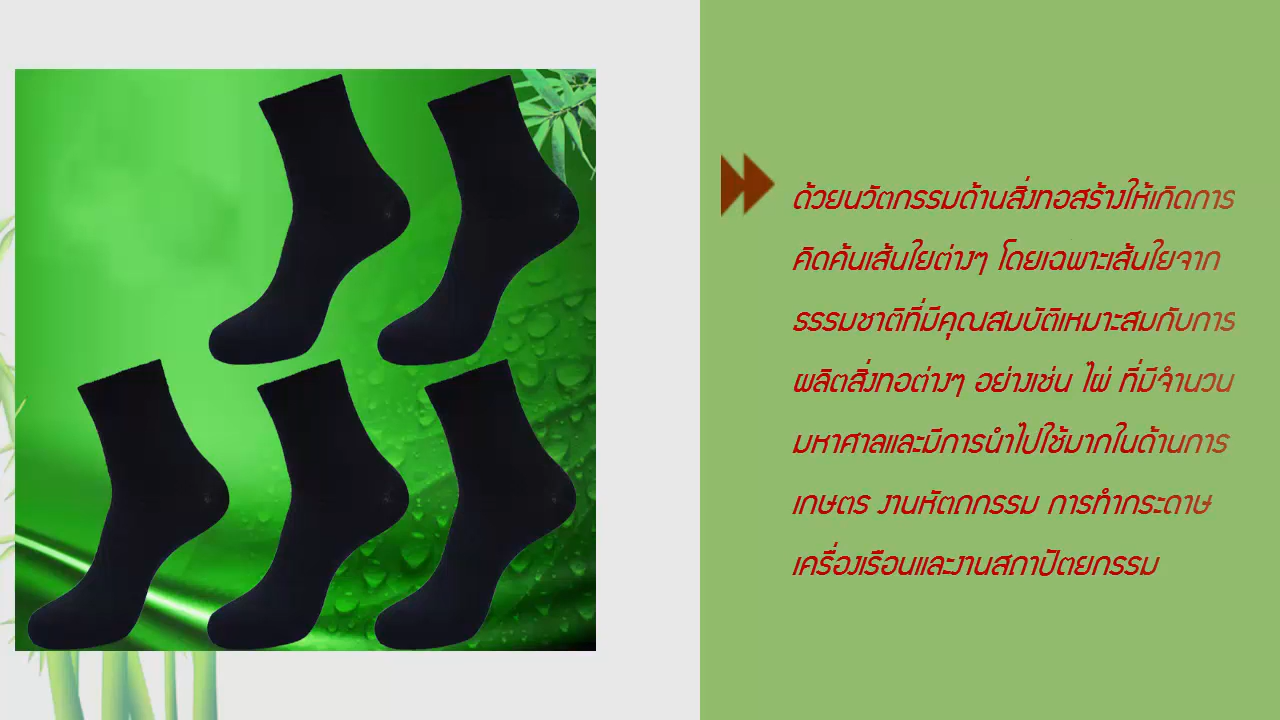 ด้วยนวัตกรรมด้านสิ่งทอสร้างให้เกิดการ
คิดค้นเส้นใยต่างๆ โดยเฉพาะเส้นใยจาก
ธรรมชาติที่มีคุณสมบัติเหมาะสมกับการ
ผลิตสิ่งทอต่างๆ อย่างเช่น ไผ่ ที่มีจำนวน
มหาศาลและมีการนำไปใช้มากในด้านการ
เกษตร งานหัตถกรรม การทำกระดาษ
เครื่องเรือนและงานสถาปัตยกรรม